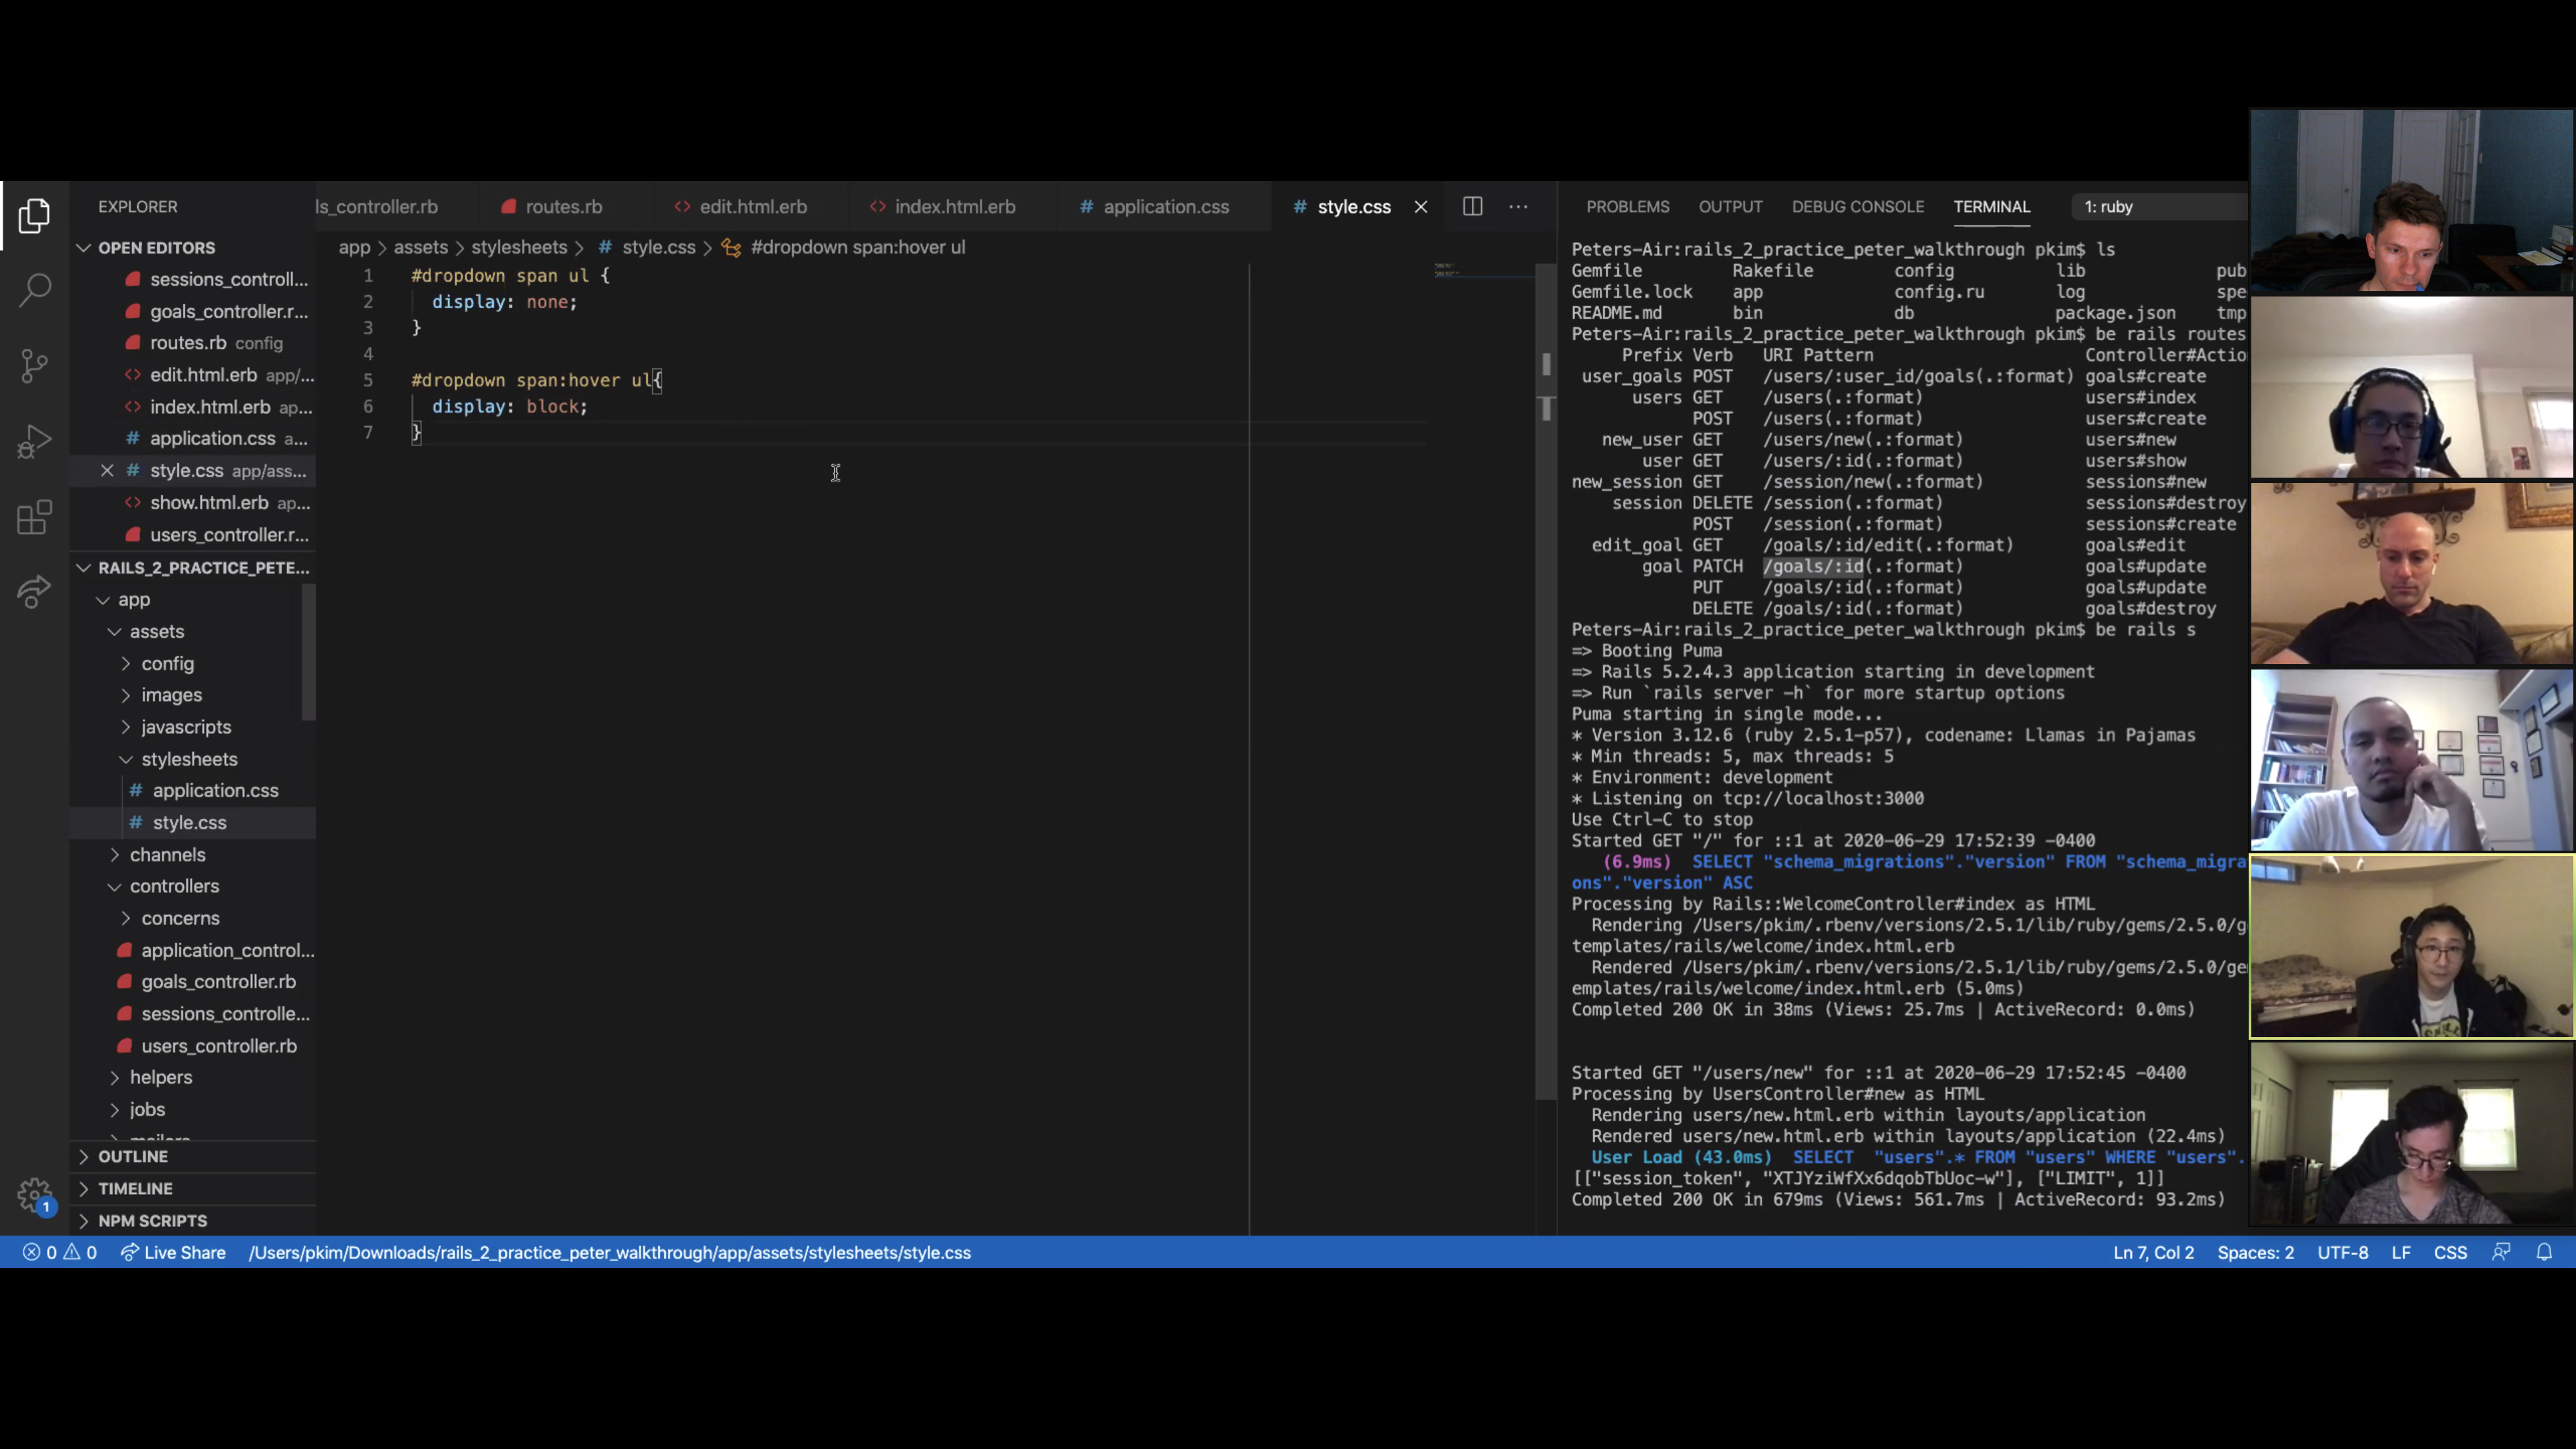 EXPLORER
OPEN EDITORS
sessions_controll...
goals_controller.r...
routes.rb config
edit.html.erb app/...
index.html.erb ap...
application.css a...
style.css app/ass...
show.html.erb ap...
users_controller.r...
RAILS_2_PRACTICE_PETE...
app
assets
config
images
javascripts
stylesheets
application.css
style.css
channels
controllers
concerns
application_control...
goals_controller.rb
sessions_controlle...
users_controller.rb
helpers
jobs
OUTLINE
TIMELINE
NPM SCRIPTS
1
ls_controller.rb routes.rb edit.html.erb index.html.erb application.css style.css
app > assets > stylesheets > # style.css > #dropdown span:hover ul
1 #dropdown span ul {
2 display: none;
3 }
4
5 #dropdown span:hover ul{
6 display: block;
7 }
PROBLEMS OUTPUT DEBUG CONSOLE TERMINAL 1: ruby
Peters-Air:rails_2_practice_peter_walkthrough pkim$ ls
Gemfile Rakefile config lib pub
Gemfile.lock app config.ru log spe
README.md bin db package.json tmp
Peters-Air:rails_2_practice_peter_walkthrough pkim$ be rails routes
Prefix Verb URI Pattern Controller#Actio
user_goals POST /users/:user_id/goals(.:format) goals#create
users GET /users(.:format) users#index
POST /users(.:format) users#create
new_user GET /users/new(.:format) users#new
user GET /users/:id(.:format) users#show
new_session GET /session/new(.:format) sessions#new
session DELETE /session(.:format) sessions#destroy
POST /session(.:format) sessions#create
edit_goal GET /goals/:id/edit(.:format) goals#edit
goal PATCH /goals/:id(.:format) goals#update
PUT /goals/:id(.:format) goals#update
DELETE /goals/:id(.:format) goals#destroy
Peters-Air:rails_2_practice_peter_walkthrough pkim$ be rails s
=> Booting Puma
=> Rails 5.2.4.3 application starting in development
=> Run `rails server -h` for more startup options
Puma starting in single mode...
* Version 3.12.6 (ruby 2.5.1-p57), codename: Llamas in Pajamas
* Min threads: 5, max threads: 5
* Environment: development
* Listening on tcp://localhost:3000
Use Ctrl-C to stop
Started GET "/" for ::1 at 2020-06-29 17:52:39 -0400
(6.9ms) SELECT "schema_migrations"."version" FROM "schema_migra
ons"."version" ASC
Processing by Rails::WelcomeController#index as HTML
Rendering /Users/pkim/.rbenv/versions/2.5.1/lib/ruby/gems/2.5.0/g
templates/rails/welcome/index.html.erb
Rendered /Users/pkim/.rbenv/versions/2.5.1/lib/ruby/gems/2.5.0/ge
emplates/rails/welcome/index.html.erb (5.0ms)
Completed 200 OK in 38ms (Views: 25.7ms | ActiveRecord: 0.0ms)
Started GET "/users/new" for ::1 at 2020-06-29 17:52:45 -0400
Processing by UsersController#new as HTML
Rendering users/new.html.erb within layouts/application
Rendered users/new.html.erb within layouts/application (22.4ms)
User Load (43.0ms) SELECT "users".* FROM "users" WHERE "users".
[["session_token", "XTJYziWfXx6dqobTbUoc-w"], ["LIMIT", 1]]
Completed 200 OK in 679ms (Views: 561.7ms | ActiveRecord: 93.2ms)
0 0 Live Share /Users/pkim/Downloads/rails_2_practice_peter_walkthrough/app/assets/stylesheets/style.css Ln 7, Col 2 Spaces: 2 UTF-8 LF CSS